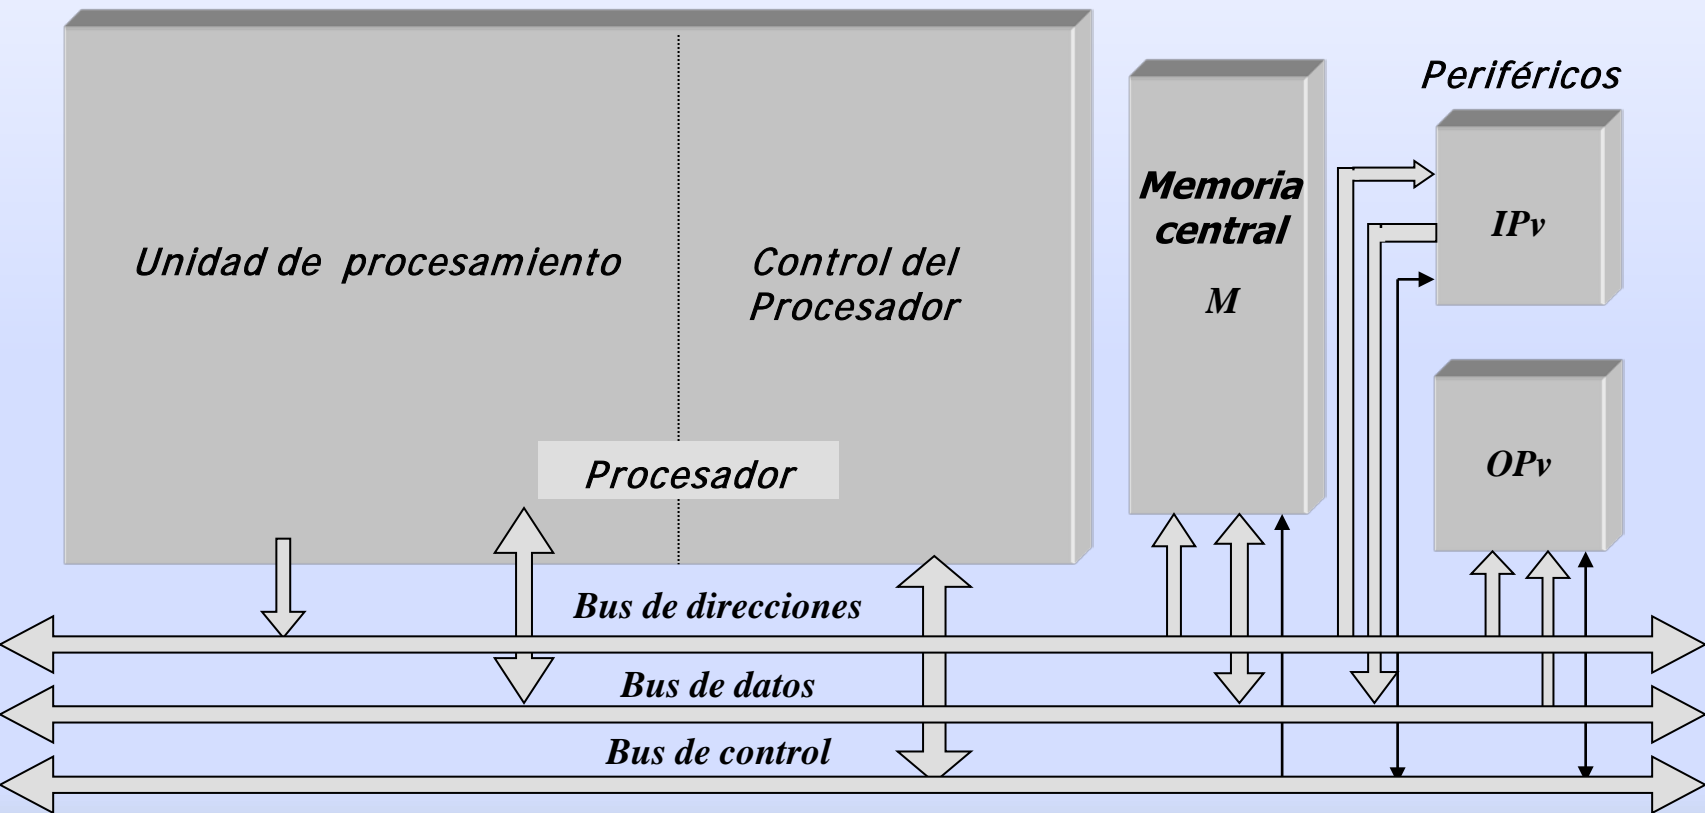 Periféricos
Unidad de procesamiento
Control del
Procesador
Procesador
Memoria
central
M
IPv
OPv
Bus de direcciones
Bus de datos
Bus de control